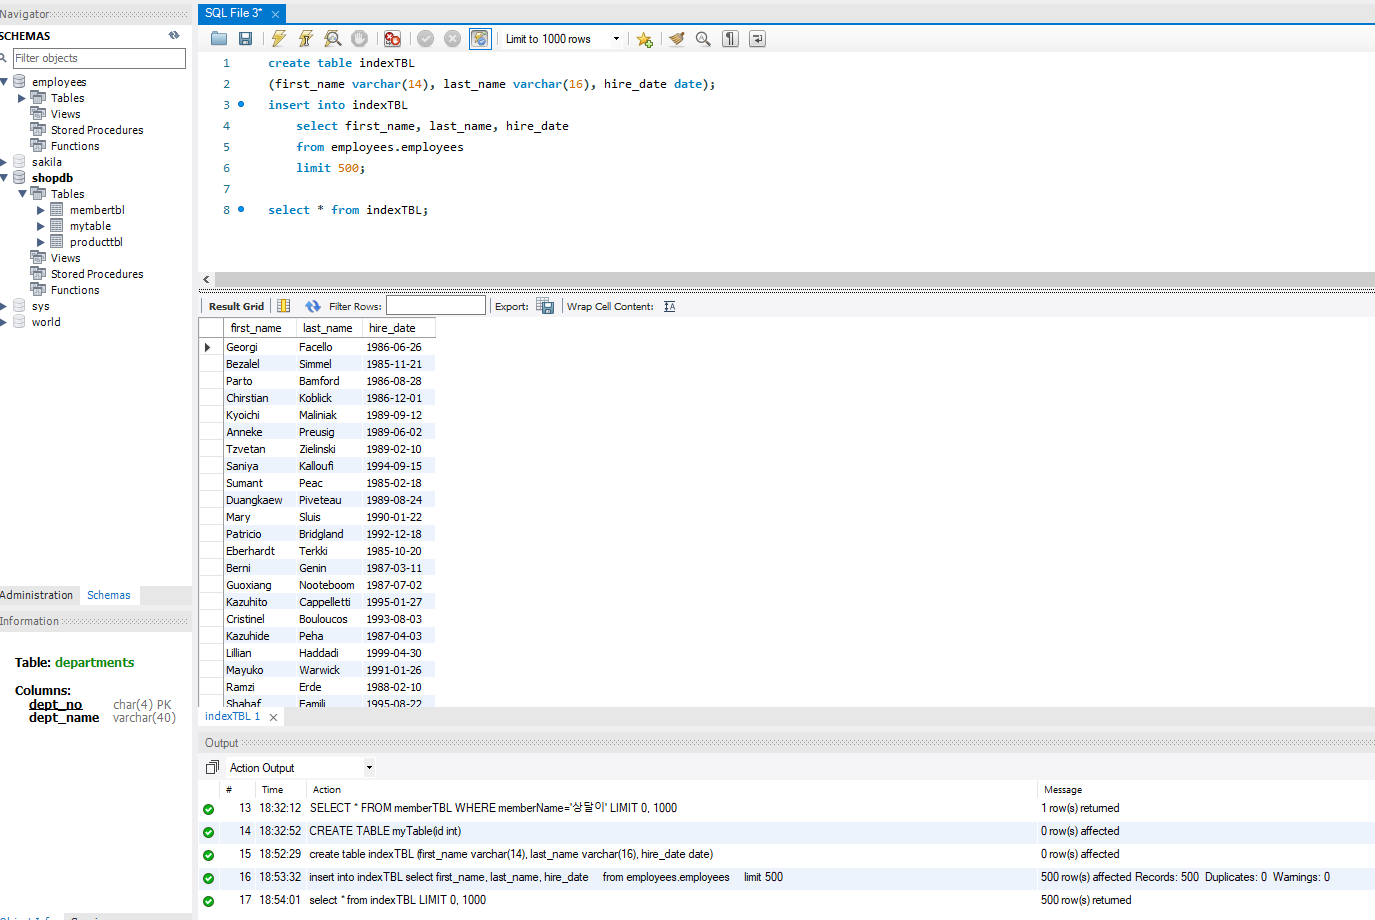 Navigator
SCHEMAS
Filter objects
employees
Tables
Views
Stored Procedures
Functions
sakila
shopdb
Tables
membertbl
mytable
producttbl
Views
Stored Procedures
Functions
sys
world
Administration Schemas
Information
Table: departments
Columns:
dept_no char(4) PK
dept_name varchar(40)
SQL File 3*
Limit to 1000 rows
1 create table indexTBL
2 (first_name varchar(14), last_name varchar(16), hire_date date);
3 insert into indexTBL
4 select first_name, last_name, hire_date
5 from employees.employees
6 limit 500;
7
8 select * from indexTBL;
Result Grid Filter Rows: Export: Wrap Cell Content:
first_name last_name hire_date
Georgi Facello 1986-06-26
Bezalel Simmel 1985-11-21
Parto Bamford 1986-08-28
Chirstian Koblick 1986-12-01
Kyoichi Maliniak 1989-09-12
Anneke Preusig 1989-06-02
Tzvetan Zielinski 1989-02-10
Saniya Kalloufi 1994-09-15
Sumant Peac 1985-02-18
Duangkaew Piveteau 1989-08-24
Mary Sluis 1990-01-22
Patricio Bridgland 1992-12-18
Eberhardt Terkki 1985-10-20
Berni Genin 1987-03-11
Guoxiang Nooteboom 1987-07-02
Kazuhito Cappelletti 1995-01-27
Cristinel Bouloucos 1993-08-03
Kazuhide Peha 1987-04-03
Lillian Haddadi 1999-04-30
Mayuko Warwick 1991-01-26
Ramzi Erde 1988-02-10
Shahaf Famili 1995-08-22
indexTBL 1
Output
Action Output
# Time Action Message
13 18:32:12 SELECT * FROM memberTBL WHERE memberName='상달이' LIMIT 0, 1000 1 row(s) returned
14 18:32:52 CREATE TABLE myTable(id int) 0 row(s) affected
15 18:52:29 create table indexTBL (first_name varchar(14), last_name varchar(16), hire_date date) 0 row(s) affected
16 18:53:32 insert into indexTBL select first_name, last_name, hire_date from employees.employees limit 500 500 row(s) affected Records: 500 Duplicates: 0 Warnings: 0
17 18:54:01 select * from indexTBL LIMIT 0, 1000 500 row(s) returned